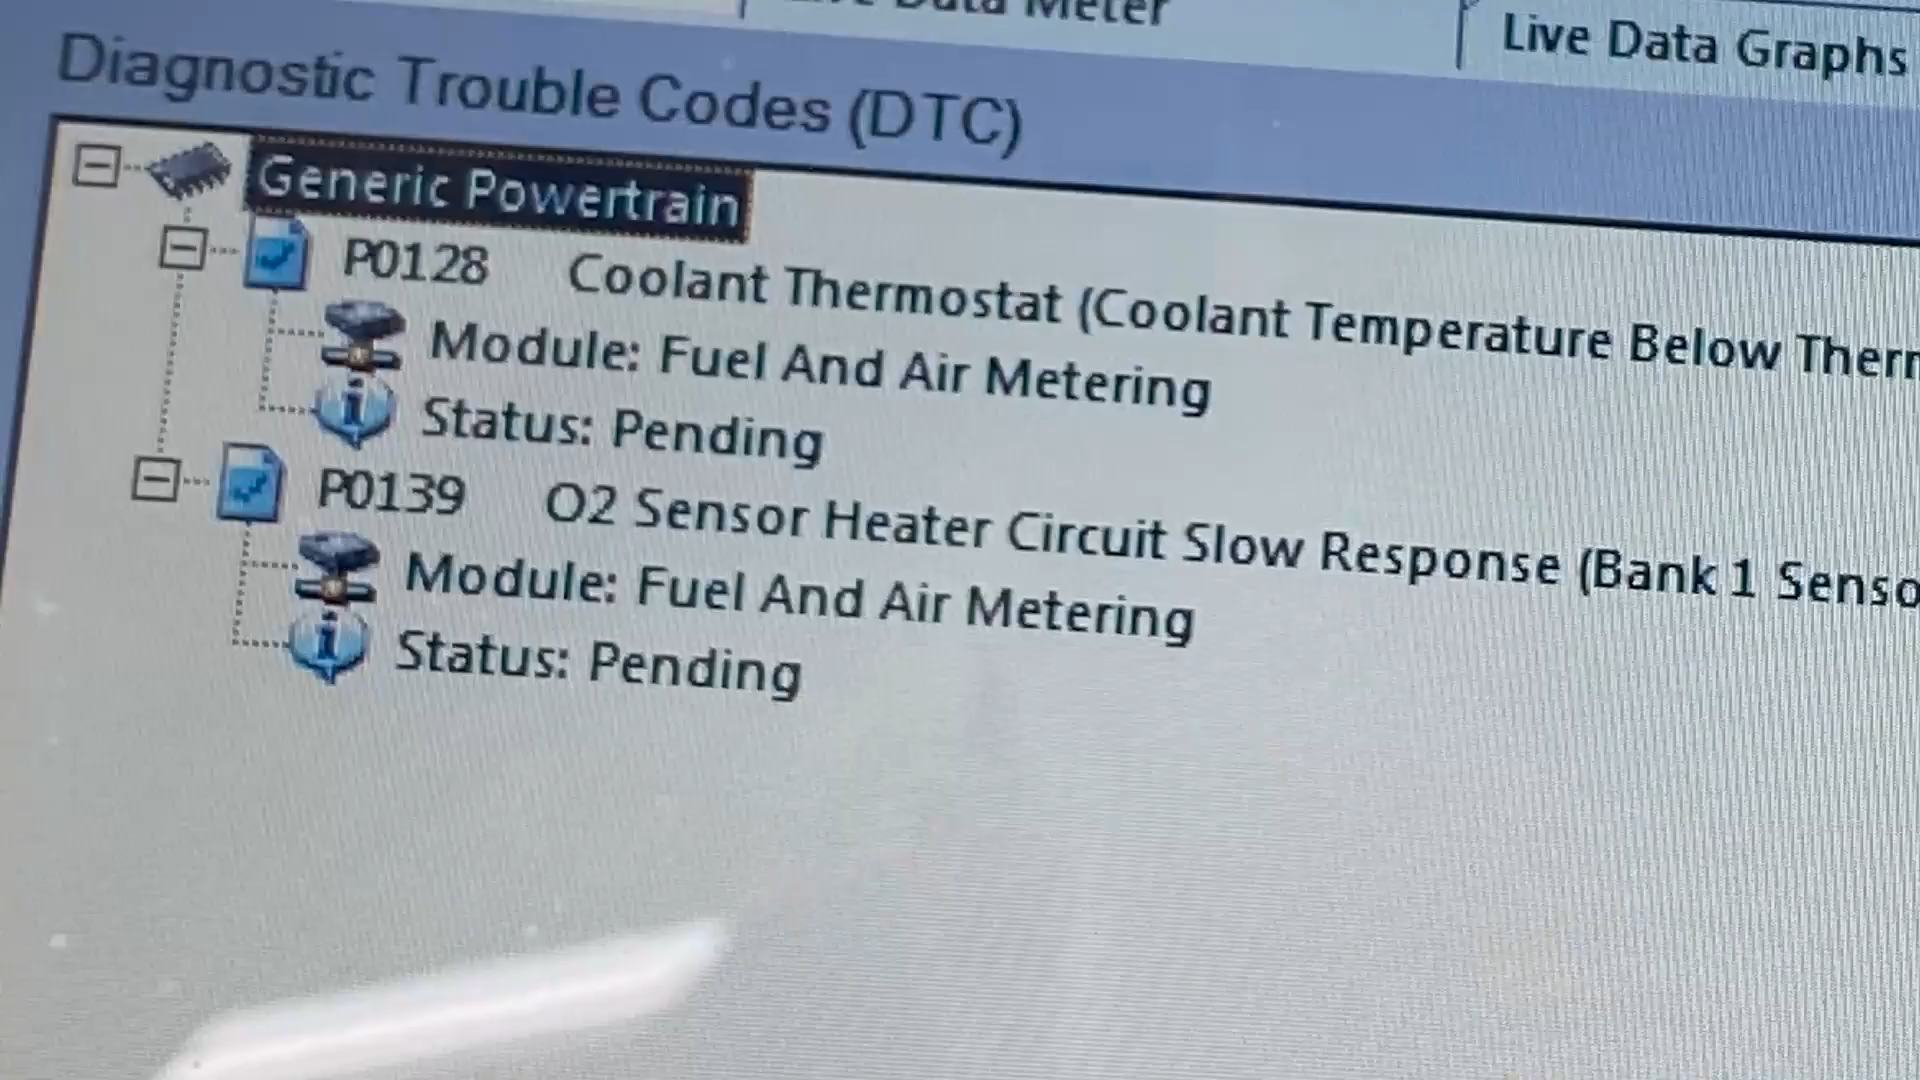 Data Meter
Live Data Graphs
Diagnostic Trouble Codes (DTC)
Generic Powertrain
P0128 Coolant Thermostat (Coolant Temperature Below
Module: Fuel And Air Metering
Status: Pending
P0139 O2 Sensor Heater Circuit Slow Response (Bank 1
Module: Fuel And Air Metering
Status: Pending